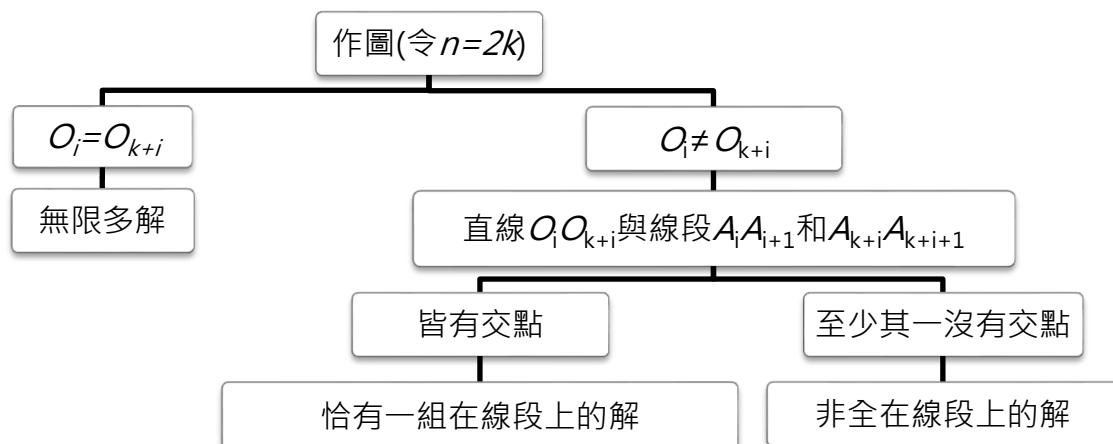 作圖(令n=2k)
O_i=O_{k+i}
O_i≠O_{k+i}
無限多解
直線O_iO_{k+i}與線段A_iA_{i+1}和A_{k+i}A_{k+i+1}
皆有交點
至少其一沒有交點
恰有一組在線段上的解
非全在線段上的解